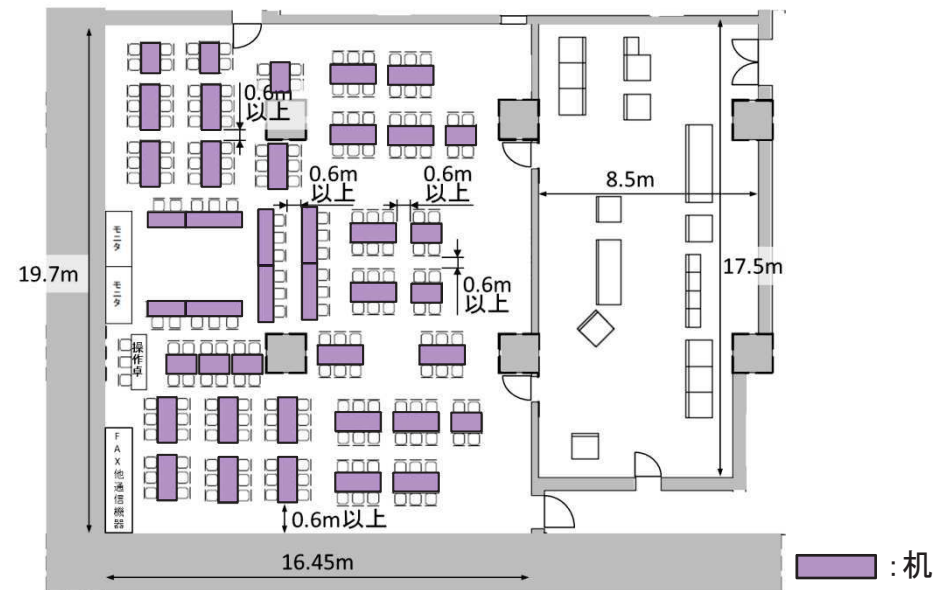 0.6m
以上
0.6m
以上
0.6m
以上
8.5m
モニタ
19.7m
17.5m
モニタ
0.6m
以上
操作卓
FAX他通信機器
0.6m以上
16.45m
:机